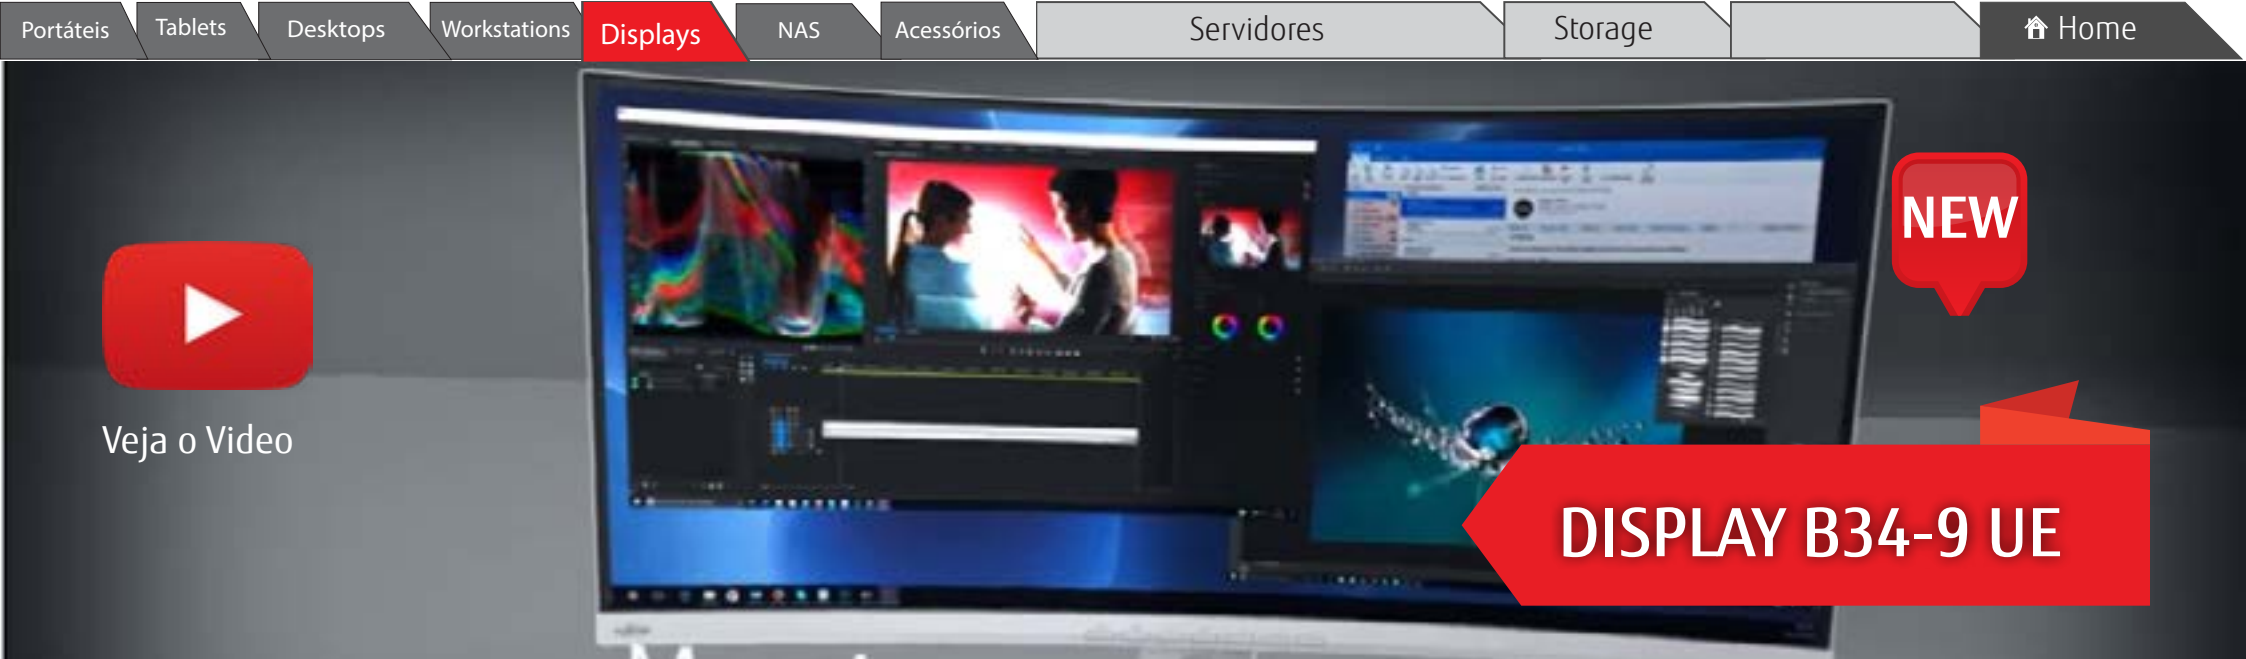 Portáteis
Tablets
Desktops
Workstations
Displays
NAS
Acessórios
Servidores
Storage
Home
NEW
Veja o Video
DISPLAY B34-9 UE